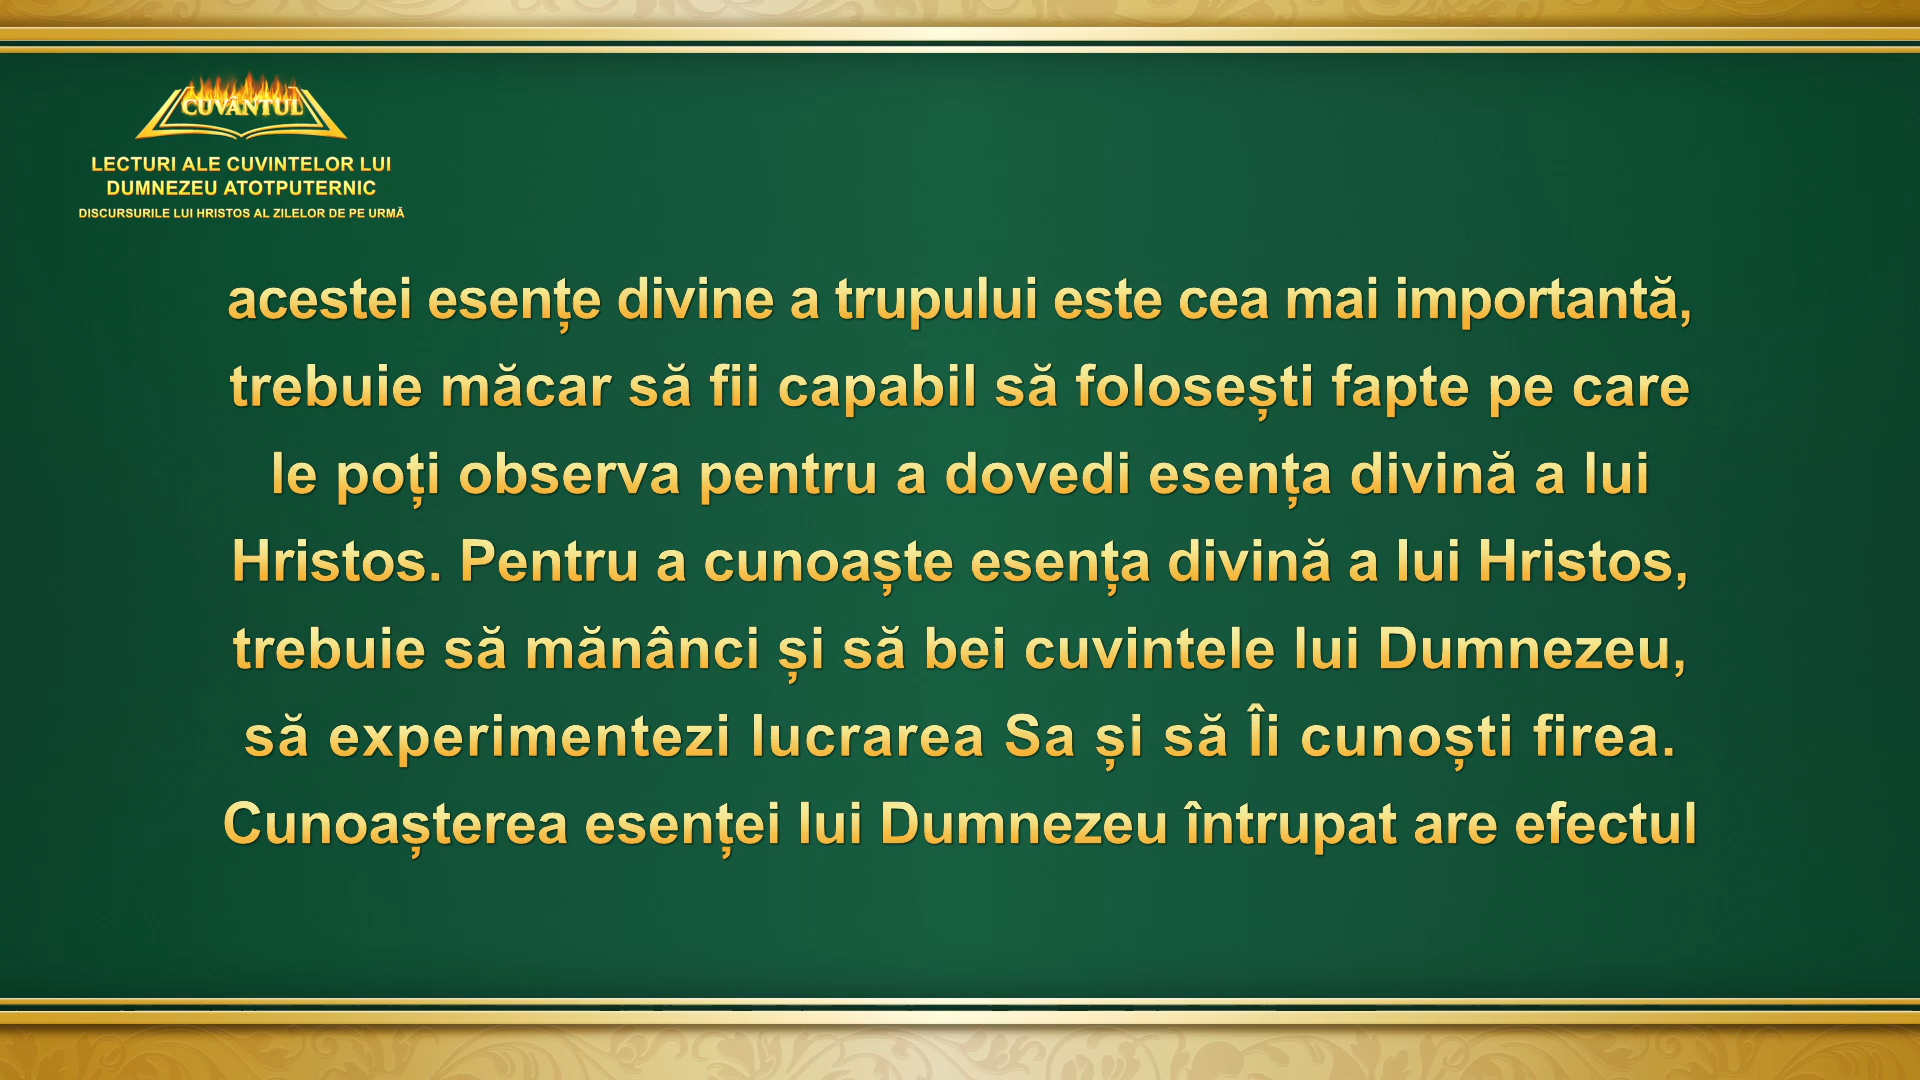 CUVÂNTUL
LECTURI ALE CUVINTELOR LUI
DUMNEZEU ATOTPUTERNIC
DISCURSURILE LUI HRISTOS AL ZILELOR DE PE URMĂ
acestei esențe divine a trupului este cea mai importantă,
trebuie măcar să fii capabil să folosești fapte pe care
le poți observa pentru a dovedi esența divină a lui
Hristos. Pentru a cunoaște esența divină a lui Hristos,
trebuie să mănânci și să bei cuvintele lui Dumnezeu,
să experimentezi lucrarea Sa și să Îi cunoști firea.
Cunoașterea esenței lui Dumnezeu întrupat are efectul